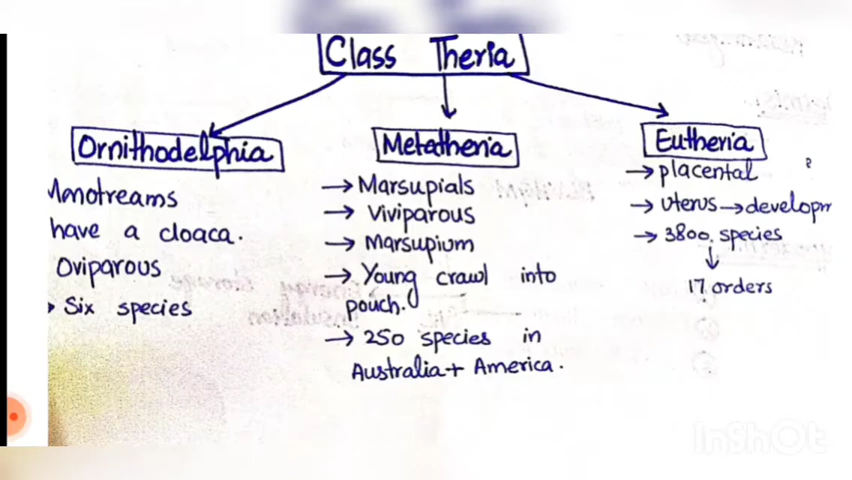 Class Theria
Ornithodelphia
Monotreams
have a cloaca.
Oviparous
Six species
Metatheria
→ Marsupials
→ Viviparous
→ Marsupium
→ Young crawl into
pouch.
→ 250 species in
Australia + America.
Eutheria
→ placental
→ uterus → developm
→ 3800 species
↓
17 orders
InShOt